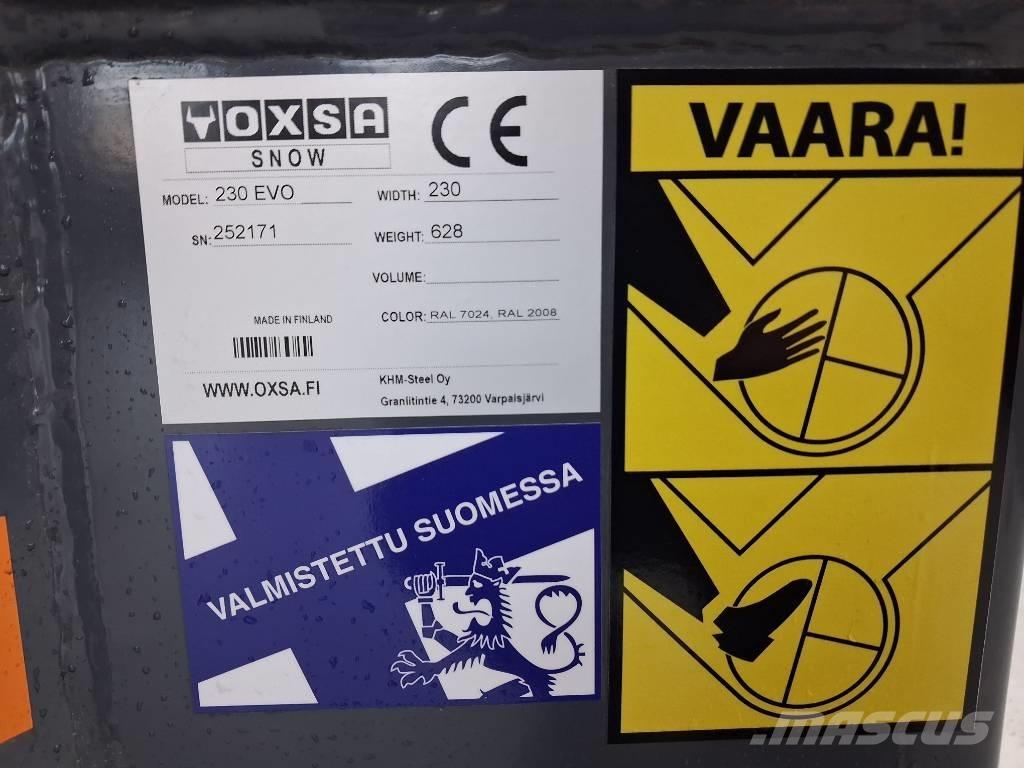 OXSA
SNOW
CE
MODEL: 230 EVO
WIDTH: 230
SN: 252171
WEIGHT: 628
VOLUME:
MADE IN FINLAND
COLOR: RAL 7024, RAL 2008
WWW.OXSA.FI
KHM-Steel Oy
Graniitintie 4, 73200 Varpaisjärvi
VALMISTETTU SUOMESSA
VAARA!
MASCUS